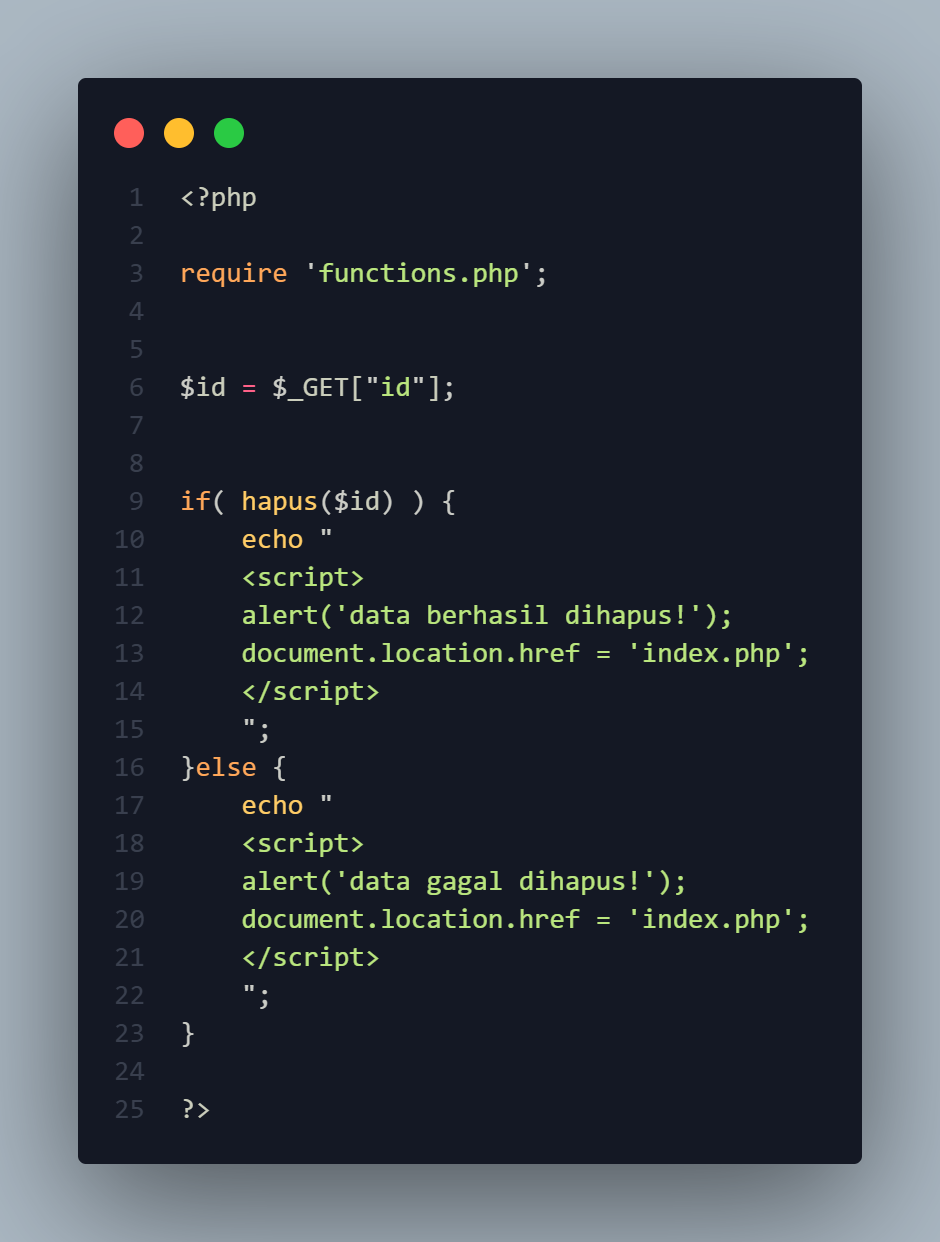 1 <?php
2
3 require 'functions.php';
4
5
6 $id = $_GET["id"];
7
8
9 if( hapus($id) ) {
10     echo "
11     <script>
12     alert('data berhasil dihapus!');
13     document.location.href = 'index.php';
14     </script>
15     ";
16 }else {
17     echo "
18     <script>
19     alert('data gagal dihapus!');
20     document.location.href = 'index.php';
21     </script>
22     ";
23 }
24
25 ?>